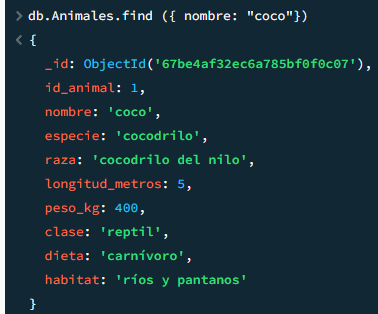 > db.Animales.find ({ nombre: "coco"})
< {
_id: ObjectId('67be4af32ec6a785bf0f0c07'),
id_animal: 1,
nombre: 'coco',
especie: 'cocodrilo',
raza: 'cocodrilo del nilo',
longitud_metros: 5,
peso_kg: 400,
clase: 'reptil',
dieta: 'carnívoro',
habitat: 'ríos y pantanos'
}